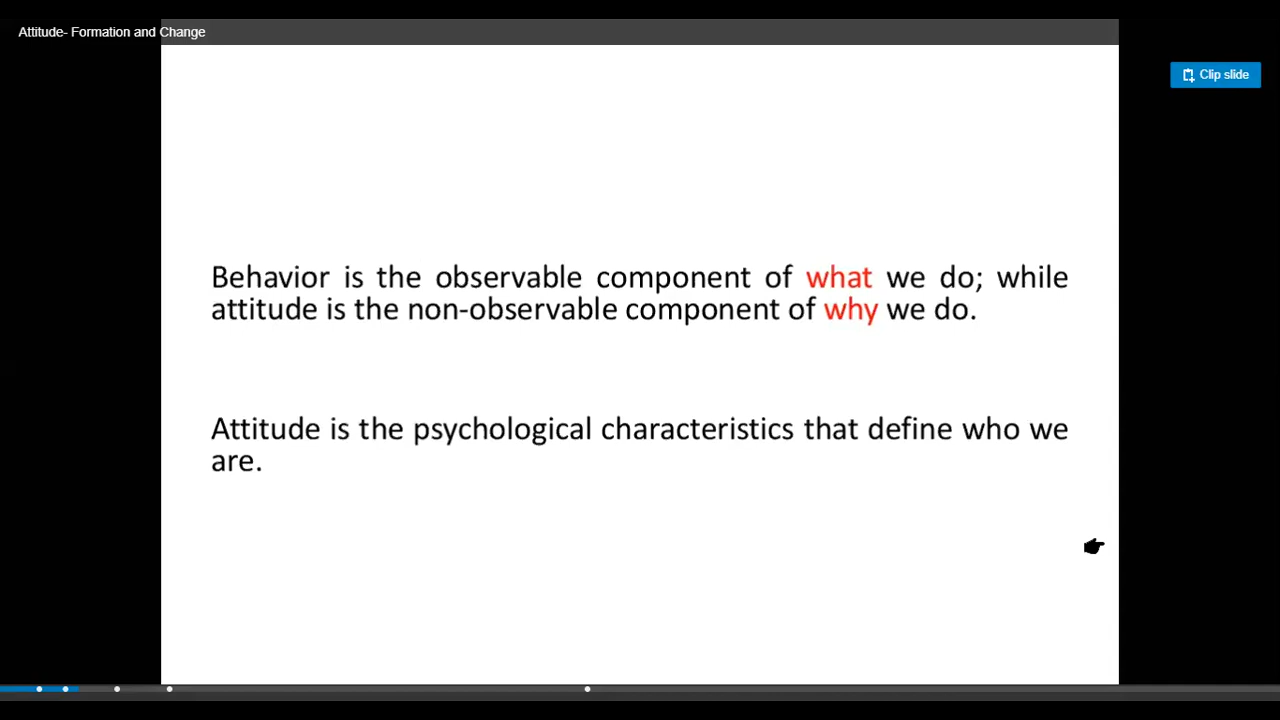 Attitude- Formation and Change
Clip slide
Behavior is the observable component of what we do; while
attitude is the non-observable component of why we do.
Attitude is the psychological characteristics that define who we
are.